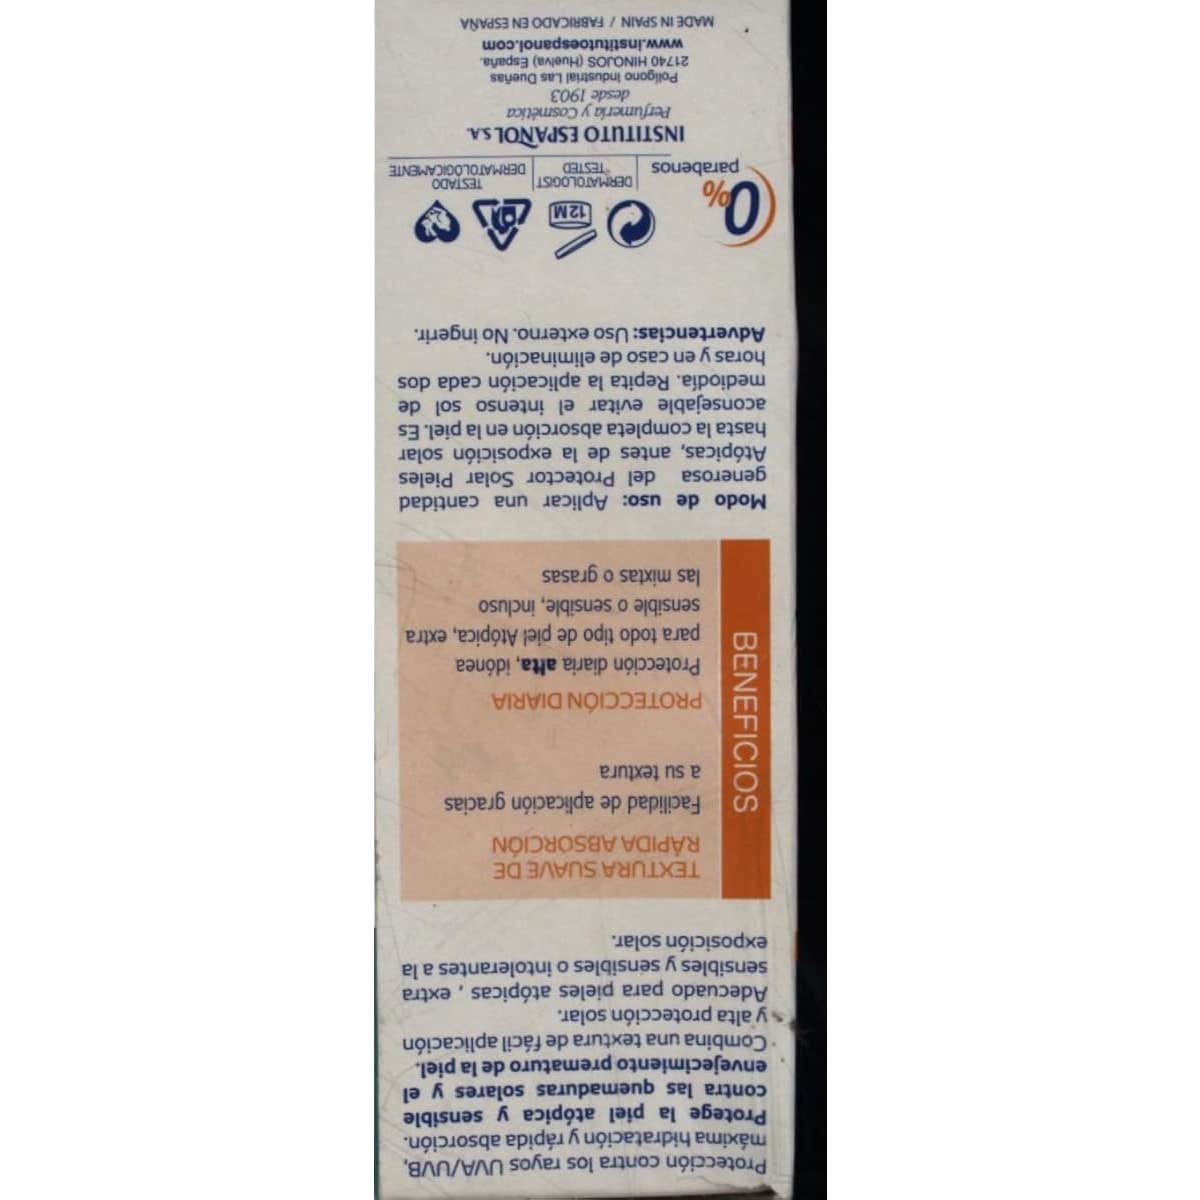 Protección contra los rayos UVA/UVB,
máxima hidratación y rápida absorción.
Protege la piel atópica y sensible
contra las quemaduras solares y el
envejecimiento prematuro de la piel.
Combina una textura de fácil aplicación
y alta protección solar.
Adecuado para pieles atópicas , extra
sensibles y sensibles o intolerantes a la
exposición solar.
BENEFICIOS
TEXTURA SUAVE DE
RÁPIDA ABSORCIÓN
Facilidad de aplicación gracias
a su textura
PROTECCIÓN DIARIA
Protección diaria alta, idónea
para todo tipo de piel Atópica, extra
sensible o sensible, incluso
las mixtas o grasas
Modo de uso: Aplicar una cantidad
generosa del Protector Solar Pieles
Atópicas, antes de la exposición solar
hasta la completa absorción en la piel. Es
aconsejable evitar el intenso sol de
mediodía. Repita la aplicación cada dos
horas y en caso de eliminación.
Advertencias: Uso externo. No ingerir.
0%
parabenos
12M
DERMATOLOGIST
TESTED
TESTADO
DERMATOLÓGICAMENTE
INSTITUTO ESPAÑOL S.A.
Perfumería y Cosmética
desde 1903
Polígono Industrial Las Dueñas
21740 HINOJOS (Huelva) España.
www.institutoespanol.com
MADE IN SPAIN / FABRICADO EN ESPAÑA